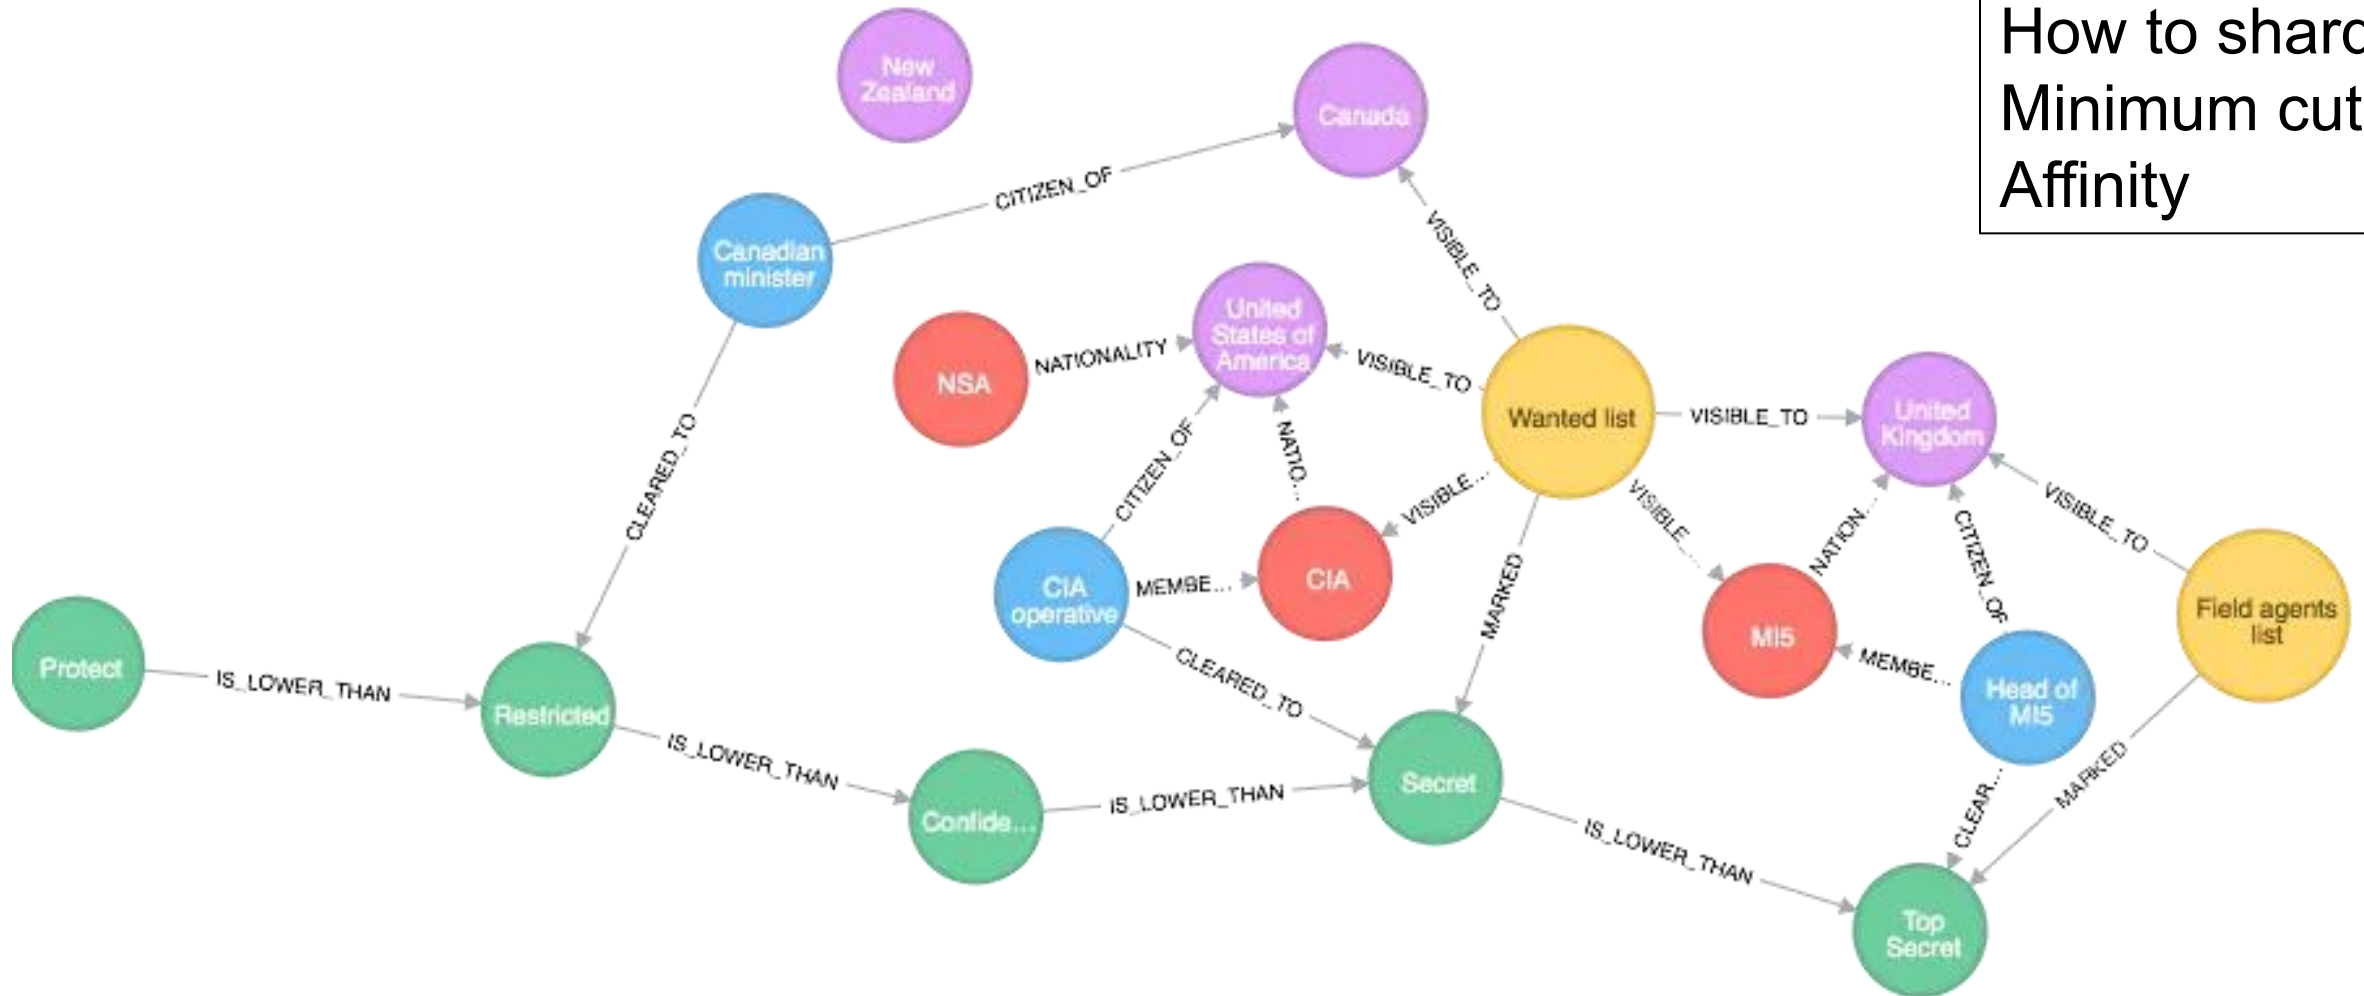 How to shard
Minimum cut
Affinity
New
Zealand
Canada
CITIZEN_OF
Canadian
minister
VISIBLE_TO
United
States of
America
NSA
NATIONALITY
VISIBLE_TO
Wanted list
VISIBLE_TO
United
Kingdom
CLEARED_TO
CITIZEN_OF
NATIO...
VISIBLE...
VISIBLE...
NATION...
CITIZEN_OF
VISIBLE_TO
CIA
operative
MEMBE...
CIA
MARKED
MI5
MEMBE...
Head of
MI5
Field agents
list
Protect
IS_LOWER_THAN
Restricted
CLEARED_TO
IS_LOWER_THAN
Confide...
IS_LOWER_THAN
Secret
IS_LOWER_THAN
CLEAR...
MARKED
Top
Secret